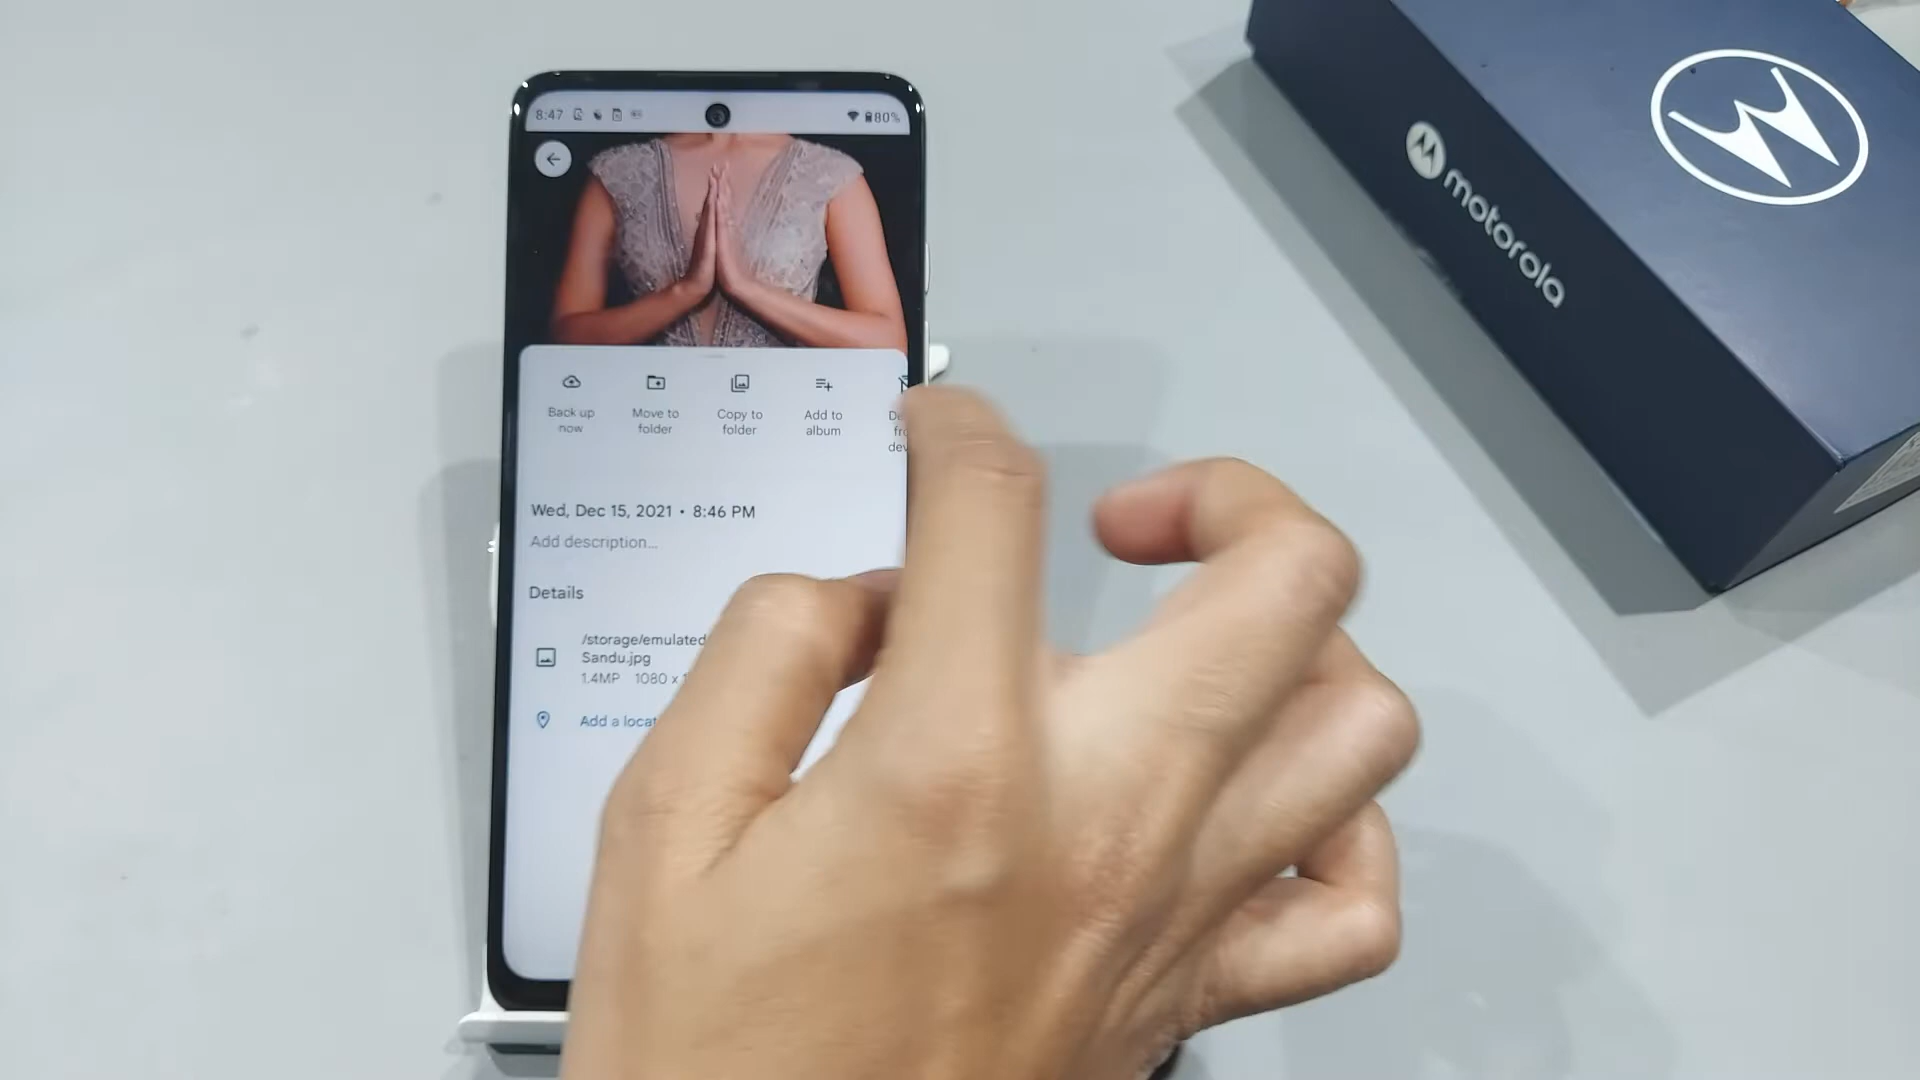 8:47
80%
Back up
now
Move to
folder
Copy to
folder
Add to
album
Wed, Dec 15, 2021 • 8:46 PM
Add description...
Details
/storage/emulated
Sandu.jpg
1.4MP 1080 x
Add a
motorola